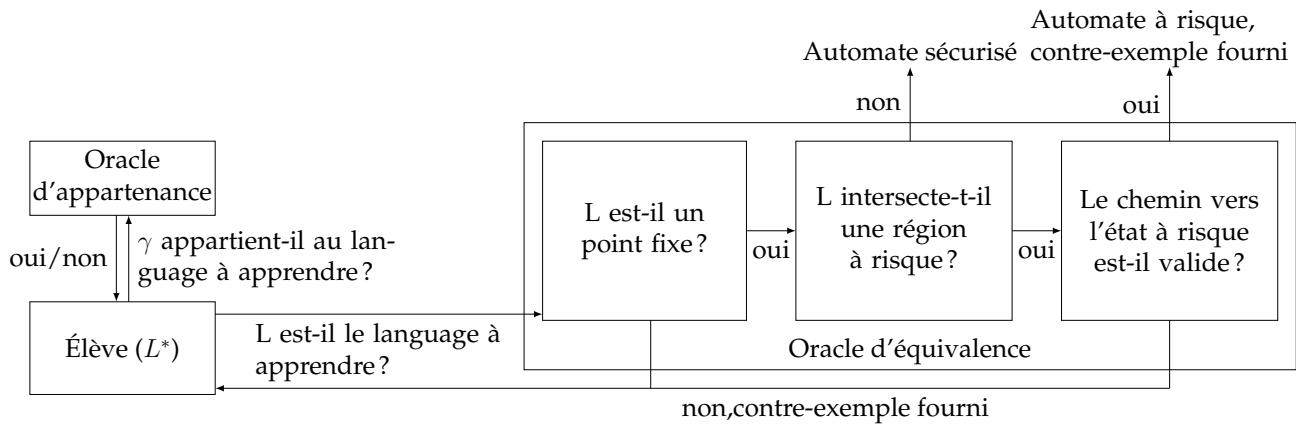 Automate à risque,
Automate sécurisé contre-exemple fourni
non
oui
Oracle
d'appartenance
oui/non
γ appartient-il au lan-
guage à apprendre ?
Élève (L*)
L est-il le language à
apprendre ?
L est-il un
point fixe ?
oui
L intersecte-t-il
une région
à risque ?
oui
Le chemin vers
l'état à risque
est-il valide ?
Oracle d'équivalence
non,contre-exemple fourni